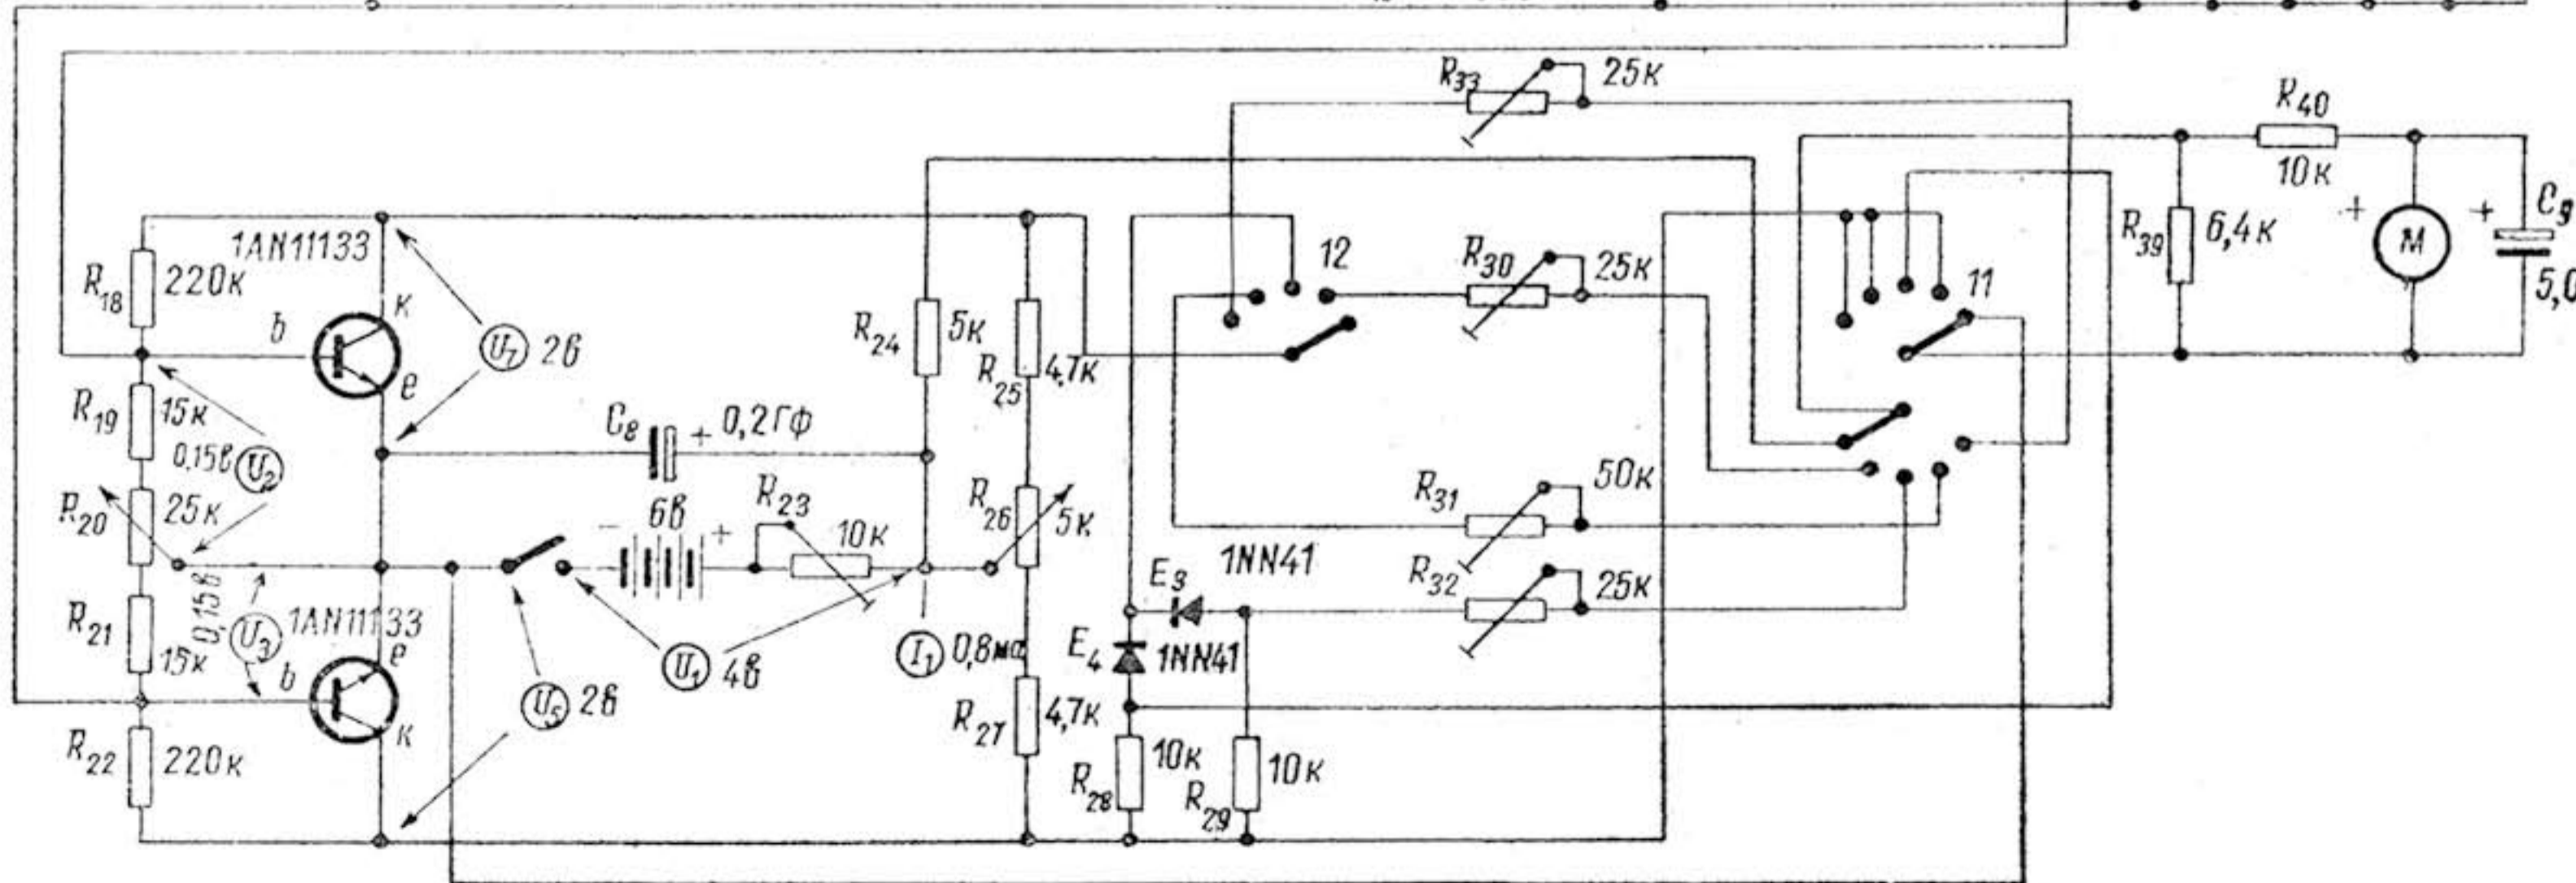 R33 25к
R40
10к
C9
5,0
R39 6,4к
M
+ +
1AN11133
R18 220к
к
b
e
U7 2в
R24 5к
R25 4,7к
12
R30 25к
11
R19 15к
0,15в U2
C8 + 0,2ГФ
R20 25к
- 6в +
R23
10к
R26 5к
R31 50к
1NN41
E3
R32 25к
R21 15к
0,15в
U3
1AN11133
b
e
к
U5 2в
U1 4в
I1 0,8ма
E4 1NN41
R22 220к
R27 4,7к
R28 10к
R29 10к